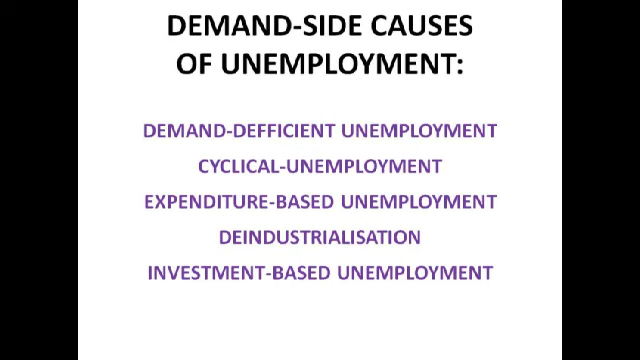 DEMAND-SIDE CAUSES
OF UNEMPLOYMENT:
DEMAND-DEFFICIENT UNEMPLOYMENT
CYCLICAL-UNEMPLOYMENT
EXPENDITURE-BASED UNEMPLOYMENT
DEINDUSTRIALISATION
INVESTMENT-BASED UNEMPLOYMENT